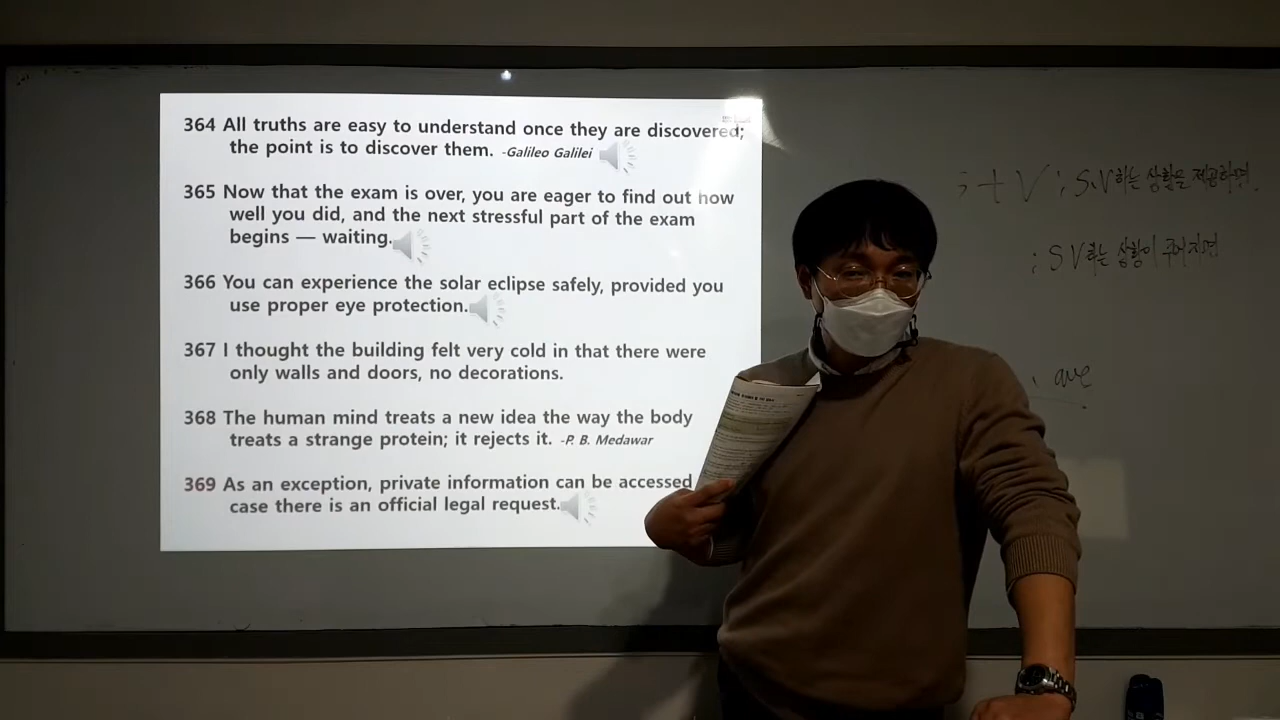 364 All truths are easy to understand once they are discovered;
the point is to discover them. -Galileo Galilei
365 Now that the exam is over, you are eager to find out how
well you did, and the next stressful part of the exam
begins — waiting.
366 You can experience the solar eclipse safely, provided you
use proper eye protection.
367 I thought the building felt very cold in that there were
only walls and doors, no decorations.
368 The human mind treats a new idea the way the body
treats a strange protein; it rejects it. -P. B. Medawar
369 As an exception, private information can be accessed
case there is an official legal request.
; S.V하는 상황을 제공하면
; S V하는 상황이 주어지면